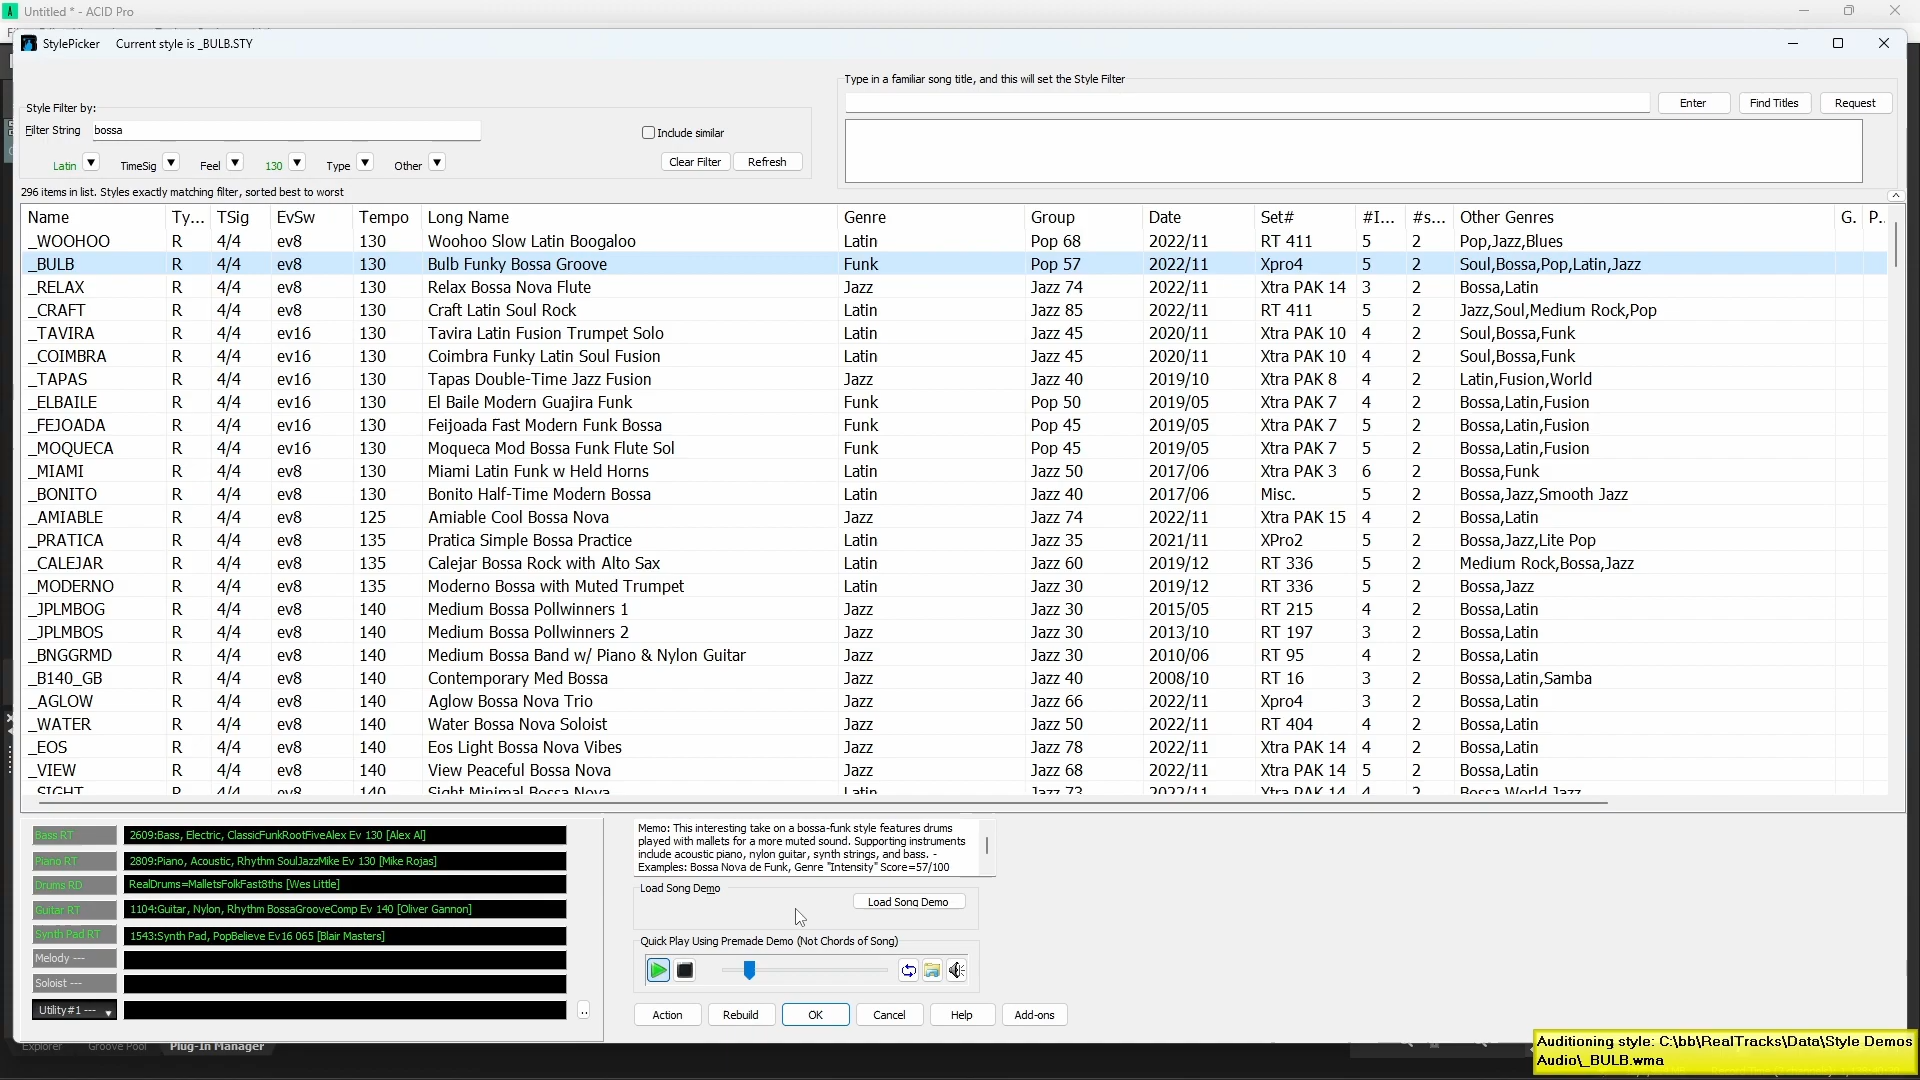 Untitled * - ACID Pro
StylePicker Current style is _BULB.STY
Type in a familiar song title, and this will set the Style Filter
Enter Find Titles Request
Style Filter by:
Filter String bossa
Include similar
Latin TimeSig Feel 130 Type Other
Clear Filter Refresh
296 items in list. Styles exactly matching filter, sorted best to worst
Name Ty... TSig EvSw Tempo Long Name Genre Group Date Set# #I... #s... Other Genres G. P..
_WOOHOO R 4/4 ev8 130 Woohoo Slow Latin Boogaloo Latin Pop 68 2022/11 RT 411 5 2 Pop,Jazz,Blues
_BULB R 4/4 ev8 130 Bulb Funky Bossa Groove Funk Pop 57 2022/11 Xpro4 5 2 Soul,Bossa,Pop,Latin,Jazz
_RELAX R 4/4 ev8 130 Relax Bossa Nova Flute Jazz Jazz 74 2022/11 Xtra PAK 14 3 2 Bossa,Latin
_CRAFT R 4/4 ev8 130 Craft Latin Soul Rock Latin Jazz 85 2022/11 RT 411 5 2 Jazz,Soul,Medium Rock,Pop
_TAVIRA R 4/4 ev16 130 Tavira Latin Fusion Trumpet Solo Latin Jazz 45 2020/11 Xtra PAK 10 4 2 Soul,Bossa,Funk
_COIMBRA R 4/4 ev16 130 Coimbra Funky Latin Soul Fusion Latin Jazz 45 2020/11 Xtra PAK 10 4 2 Soul,Bossa,Funk
_TAPAS R 4/4 ev16 130 Tapas Double-Time Jazz Fusion Jazz Jazz 40 2019/10 Xtra PAK 8 4 2 Latin,Fusion,World
_ELBAILE R 4/4 ev16 130 El Baile Modern Guajira Funk Funk Pop 50 2019/05 Xtra PAK 7 4 2 Bossa,Latin,Fusion
_FEJOADA R 4/4 ev16 130 Feijoada Fast Modern Funk Bossa Funk Pop 45 2019/05 Xtra PAK 7 5 2 Bossa,Latin,Fusion
_MOQUECA R 4/4 ev16 130 Moqueca Mod Bossa Funk Flute Sol Funk Pop 45 2019/05 Xtra PAK 7 5 2 Bossa,Latin,Fusion
_MIAMI R 4/4 ev8 130 Miami Latin Funk w Held Horns Latin Jazz 50 2017/06 Xtra PAK 3 6 2 Bossa,Funk
_BONITO R 4/4 ev8 130 Bonito Half-Time Modern Bossa Latin Jazz 40 2017/06 Misc. 5 2 Bossa,Jazz,Smooth Jazz
_AMIABLE R 4/4 ev8 125 Amiable Cool Bossa Nova Jazz Jazz 74 2022/11 Xtra PAK 15 4 2 Bossa,Latin
_PRATICA R 4/4 ev8 135 Pratica Simple Bossa Practice Latin Jazz 35 2021/11 XPro2 5 2 Bossa,Jazz,Lite Pop
_CALEJAR R 4/4 ev8 135 Calejar Bossa Rock with Alto Sax Latin Jazz 60 2019/12 RT 336 5 2 Medium Rock,Bossa,Jazz
_MODERNO R 4/4 ev8 135 Moderno Bossa with Muted Trumpet Latin Jazz 30 2019/12 RT 336 5 2 Bossa,Jazz
_JPLMBOG R 4/4 ev8 140 Medium Bossa Pollwinners 1 Jazz Jazz 30 2015/05 RT 215 4 2 Bossa,Latin
_JPLMBOS R 4/4 ev8 140 Medium Bossa Pollwinners 2 Jazz Jazz 30 2013/10 RT 197 3 2 Bossa,Latin
_BNGGRMD R 4/4 ev8 140 Medium Bossa Band w/ Piano & Nylon Guitar Jazz Jazz 30 2010/06 RT 95 4 2 Bossa,Latin
_B140_GB R 4/4 ev8 140 Contemporary Med Bossa Jazz Jazz 40 2008/10 RT 16 3 2 Bossa,Latin,Samba
_AGLOW R 4/4 ev8 140 Aglow Bossa Nova Trio Jazz Jazz 66 2022/11 Xpro4 3 2 Bossa,Latin
_WATER R 4/4 ev8 140 Water Bossa Nova Soloist Jazz Jazz 50 2022/11 RT 404 4 2 Bossa,Latin
_EOS R 4/4 ev8 140 Eos Light Bossa Nova Vibes Jazz Jazz 78 2022/11 Xtra PAK 14 4 2 Bossa,Latin
_VIEW R 4/4 ev8 140 View Peaceful Bossa Nova Jazz Jazz 68 2022/11 Xtra PAK 14 5 2 Bossa,Latin
_SIGHT R 4/4 ev8 140 Sight Minimal Bossa Nova Latin Jazz 73 2022/11 Xtra PAK 14 4 2 Bossa,World,Jazz
Bass RT 2609:Bass, Electric, ClassicFunkRootFiveAlex Ev 130 [Alex Al]
Piano RT 2809:Piano, Acoustic, Rhythm SoulJazzMike Ev 130 [Mike Rojas]
Drums RD RealDrums=MalletsFolkFast8ths [Wes Little]
Guitar RT 1104:Guitar, Nylon, Rhythm BossaGrooveComp Ev 140 [Oliver Gannon]
Synth Pad RT 1543:Synth Pad, PopBelieve Ev16 065 [Blair Masters]
Melody ---
Soloist ---
Utility#1 --- ..
Memo: This interesting take on a bossa-funk style features drums
played with mallets for a more muted sound. Supporting instruments
include acoustic piano, nylon guitar, synth strings, and bass. -
Examples: Bossa Nova de Funk, Genre "Intensity" Score=57/100
Load Song Demo
Load Song Demo
Quick Play Using Premade Demo (Not Chords of Song)
Action Rebuild OK Cancel Help Add-ons
Explorer Groove Pool Plug-In Manager
Auditioning style: C:\bb\RealTracks\Data\Style Demos
Audio\_BULB.wma